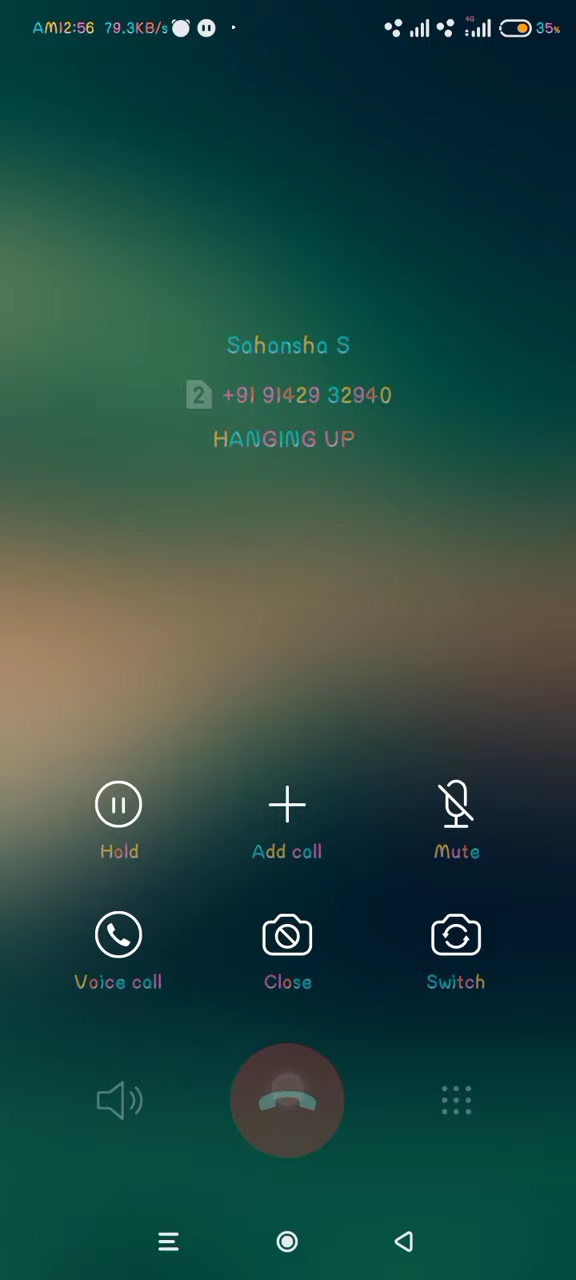 AM12:56 79.3KB/s 4G 35%
Sahansha S
2 +91 91429 32940
HANGING UP
Hold Add call Mute
Voice call Close Switch